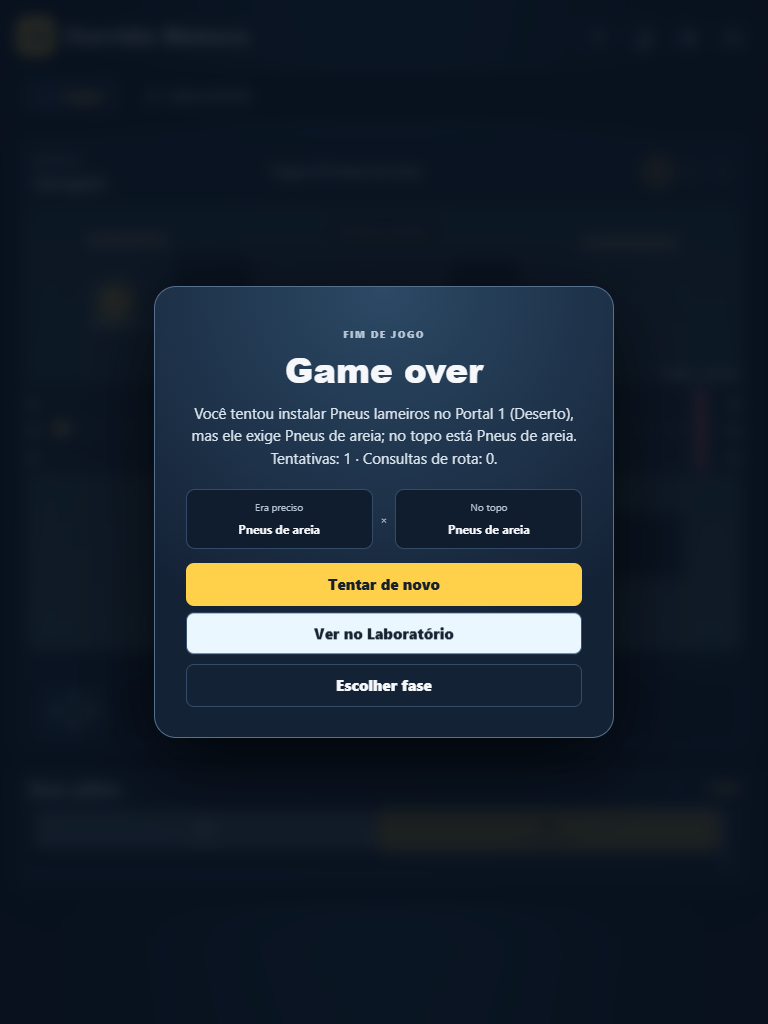 FIM DE JOGO
Game over
Você tentou instalar Pneus lameiros no Portal 1 (Deserto),
mas ele exige Pneus de areia; no topo está Pneus de areia.
Tentativas: 1 · Consultas de rota: 0.
Era preciso
Pneus de areia
×
No topo
Pneus de areia
Tentar de novo
Ver no Laboratório
Escolher fase